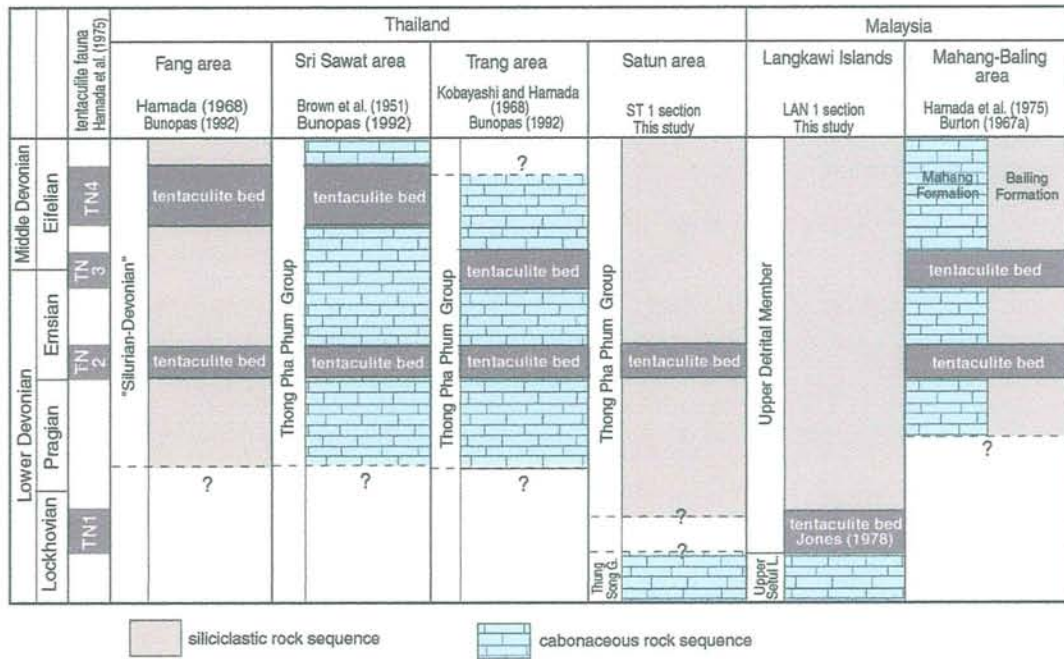 Thailand
Malaysia
tentaculite fauna
Hamada et al. (1975)
Fang area
Hamada (1968)
Bunopas (1992)
Sri Sawat area
Brown et al. (1951)
Bunopas (1992)
Trang area
Kobayashi and Hamada
(1968)
Bunopas (1992)
Satun area
ST 1 section
This study
Langkawi Islands
LAN 1 section
This study
Mahang-Baling
area
Hamada et al. (1975)
Burton (1967a)
Middle Devonian
Lower Devonian
Eifelian
Emsian
Pragian
Lockhovian
TN4
TN
3
TN
2
TN1
"Silurian-Devonian"
tentaculite bed
tentaculite bed
?
Thong Pha Phum Group
tentaculite bed
tentaculite bed
Thong Pha Phum Group
?
tentaculite bed
tentaculite bed
?
Thong Pha Phum Group
tentaculite bed
?
?
Thung
Song G.
Upper Detrital Member
tentaculite bed
Jones (1978)
Upper
Setul L.
Mahang
Formation
Bailing
Formation
tentaculite bed
tentaculite bed
?
siliciclastic rock sequence
cabonaceous rock sequence